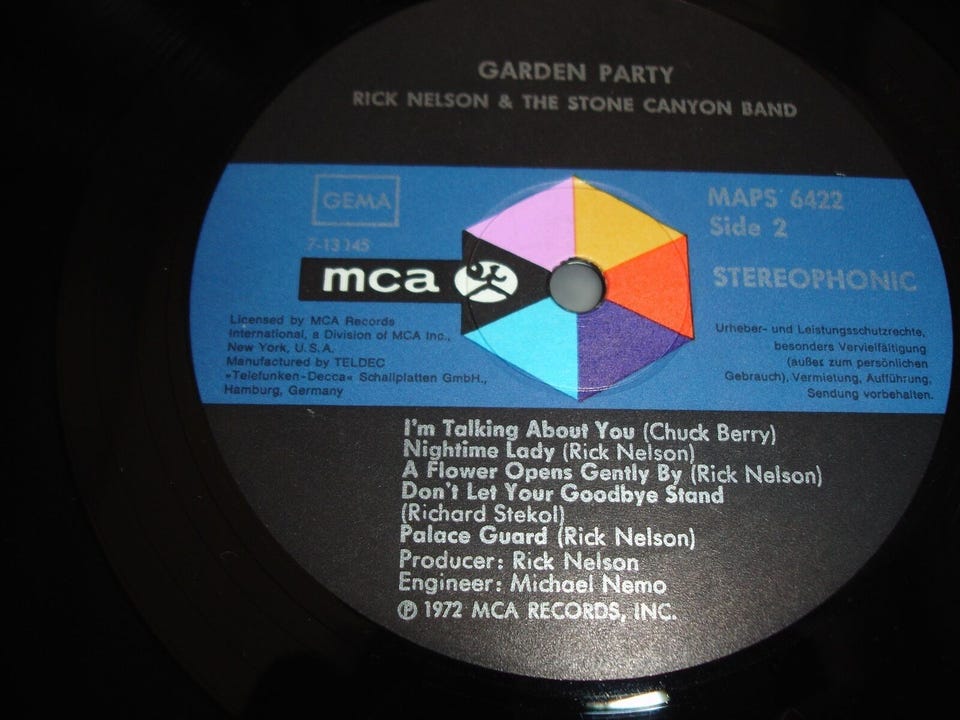 GARDEN PARTY
RICK NELSON & THE STONE CANYON BAND
GEMA
7-13145
mca
MAPS 6422
Side 2
STEREOPHONIC
Licensed by MCA Records
International, a Division of MCA Inc.,
New York, U.S.A.
Manufactured by TELDEC
»Telefunken-Decca« Schallplatten GmbH.,
Hamburg, Germany
Urheber- und Leistungsschutzrechte,
besonders Vervielfältigung
(außer zum persönlichen
Gebrauch), Vermietung, Aufführung,
Sendung vorbehalten.
I'm Talking About You (Chuck Berry)
Nightime Lady (Rick Nelson)
A Flower Opens Gently By (Rick Nelson)
Don't Let Your Goodbye Stand
(Richard Stekol)
Palace Guard (Rick Nelson)
Producer: Rick Nelson
Engineer: Michael Nemo
℗ 1972 MCA RECORDS, INC.